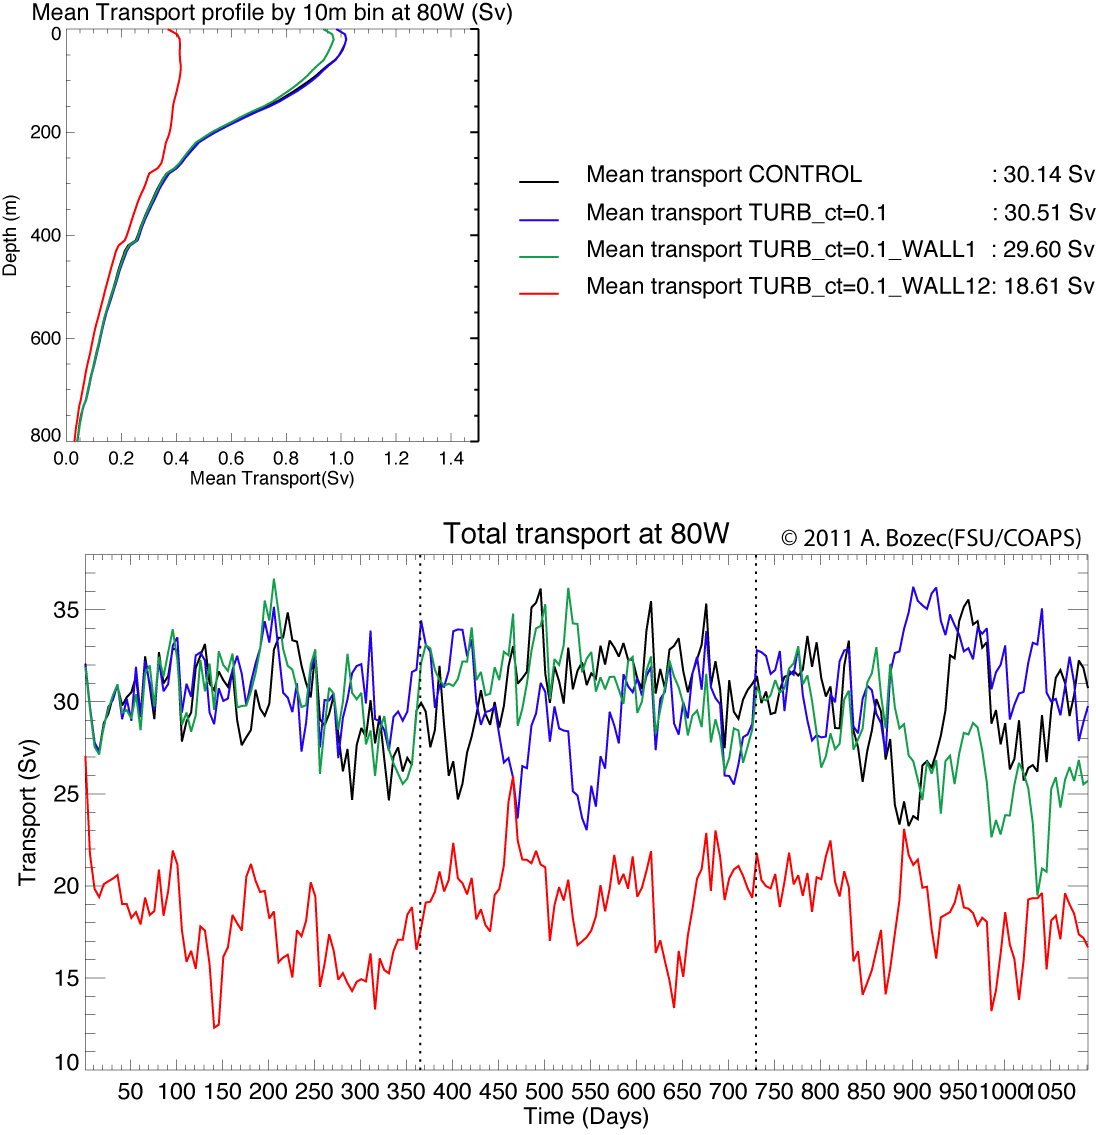 Mean Transport profile by 10m bin at 80W (Sv)
0
200
400
600
800
Depth (m)
0.0 0.2 0.4 0.6 0.8 1.0 1.2 1.4
Mean Transport(Sv)
Mean transport CONTROL : 30.14 Sv
Mean transport TURB_ct=0.1 : 30.51 Sv
Mean transport TURB_ct=0.1_WALL1 : 29.60 Sv
Mean transport TURB_ct=0.1_WALL12: 18.61 Sv
Total transport at 80W
© 2011 A. Bozec(FSU/COAPS)
35
30
25
20
15
10
Transport (Sv)
50 100 150 200 250 300 350 400 450 500 550 600 650 700 750 800 850 900 950 1000 1050
Time (Days)